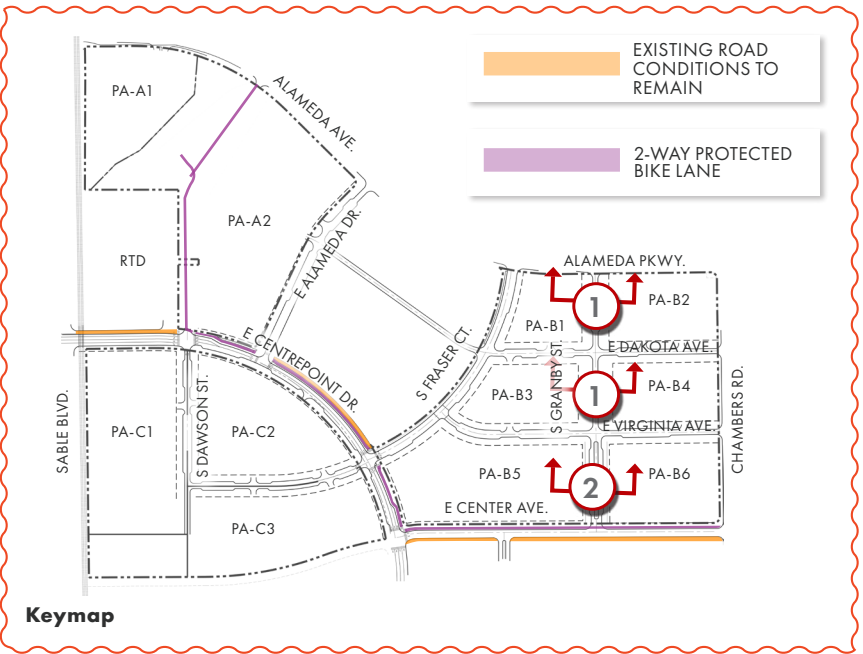 EXISTING ROAD
CONDITIONS TO
REMAIN
2-WAY PROTECTED
BIKE LANE
PA-A1
ALAMEDA AVE.
PA-A2
RTD
E ALAMEDA DR.
ALAMEDA PKWY.
1
PA-B2
PA-B1
E CENTREPOINT DR.
S FRASER CT.
S GRANBY ST.
E DAKOTA AVE.
PA-B3
1
PA-B4
SABLE BLVD.
S DAWSON ST.
CHAMBERS RD.
PA-C1
PA-C2
E VIRGINIA AVE.
PA-B5
2
PA-B6
E CENTER AVE.
PA-C3
Keymap